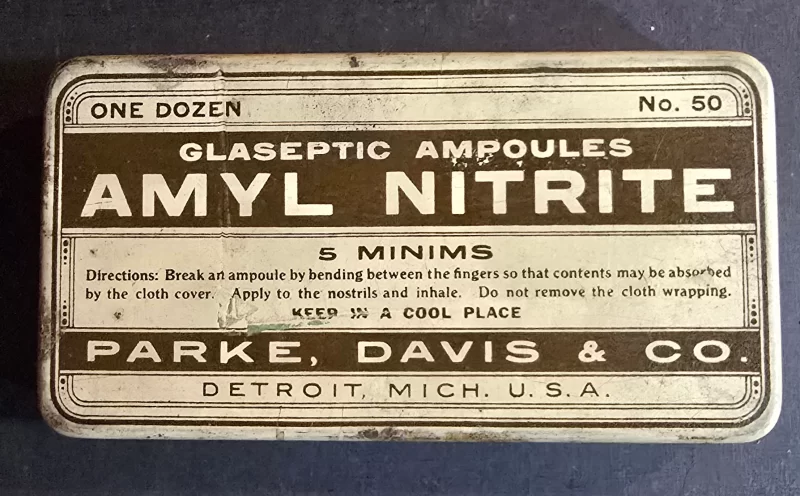 ONE DOZEN No. 50
GLASEPTIC AMPOULES
AMYL NITRITE
5 MINIMS
Directions: Break an ampoule by bending between the fingers so that contents may be absorbed
by the cloth cover. Apply to the nostrils and inhale. Do not remove the cloth wrapping.
KEEP IN A COOL PLACE
PARKE, DAVIS & CO.
DETROIT, MICH. U.S.A.